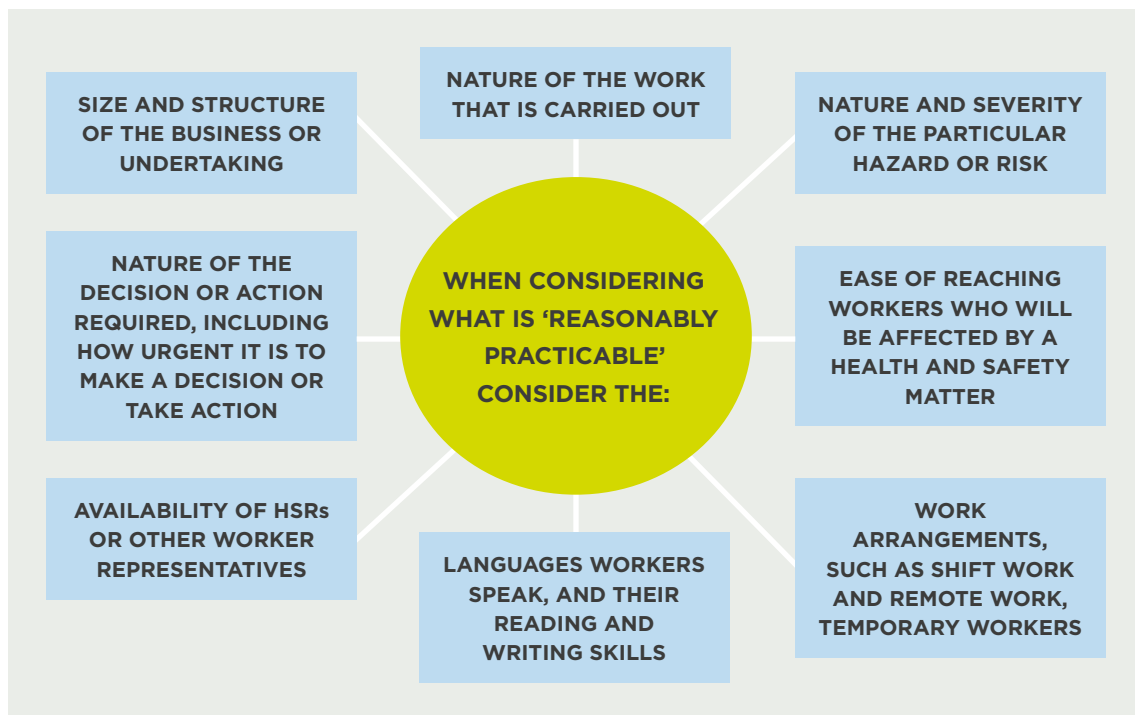 SIZE AND STRUCTURE
OF THE BUSINESS OR
UNDERTAKING
NATURE OF THE WORK
THAT IS CARRIED OUT
NATURE AND SEVERITY
OF THE PARTICULAR
HAZARD OR RISK
NATURE OF THE
DECISION OR ACTION
REQUIRED, INCLUDING
HOW URGENT IT IS TO
MAKE A DECISION OR
TAKE ACTION
WHEN CONSIDERING
WHAT IS ‘REASONABLY
PRACTICABLE’
CONSIDER THE:
EASE OF REACHING
WORKERS WHO WILL
BE AFFECTED BY A
HEALTH AND SAFETY
MATTER
AVAILABILITY OF HSRs
OR OTHER WORKER
REPRESENTATIVES
LANGUAGES WORKERS
SPEAK, AND THEIR
READING AND
WRITING SKILLS
WORK
ARRANGEMENTS,
SUCH AS SHIFT WORK
AND REMOTE WORK,
TEMPORARY WORKERS